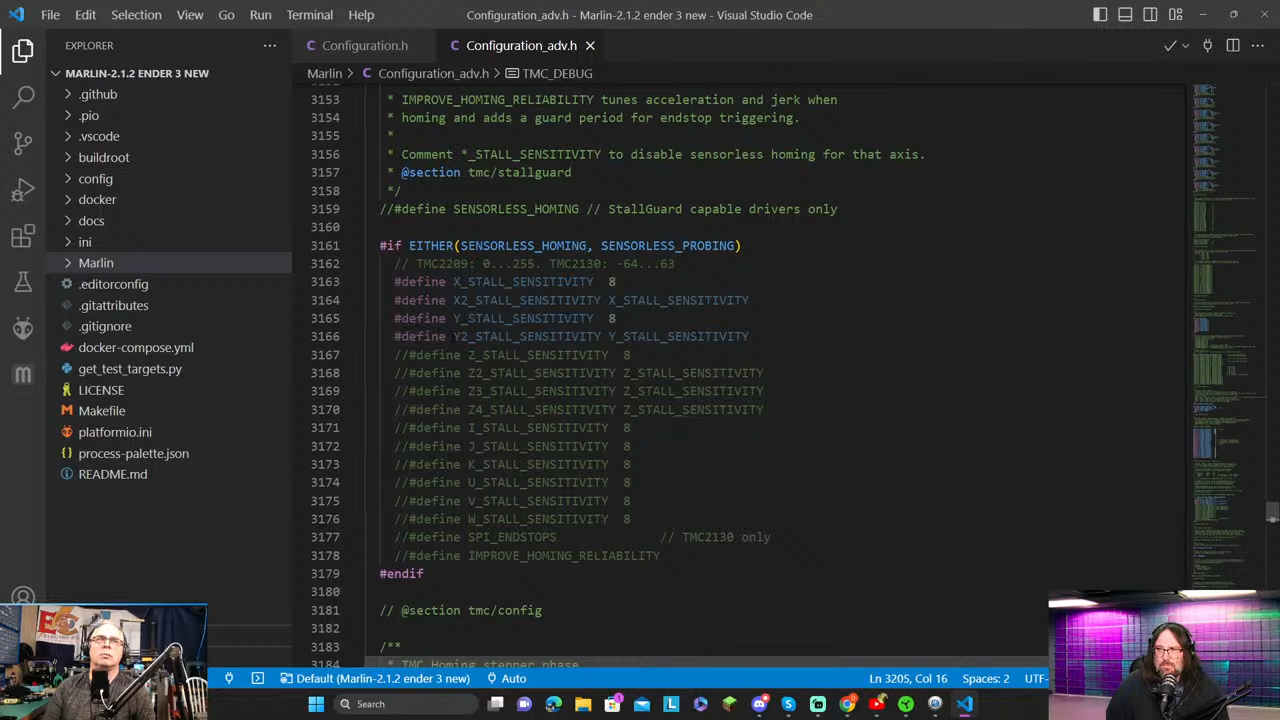 File Edit Selection View Go Run Terminal Help
Configuration_adv.h - Marlin-2.1.2 ender 3 new - Visual Studio Code
EXPLORER
MARLIN-2.1.2 ENDER 3 NEW
.github
.pio
.vscode
buildroot
config
docker
docs
ini
Marlin
.editorconfig
.gitattributes
.gitignore
docker-compose.yml
get_test_targets.py
LICENSE
Makefile
platformio.ini
process-palette.json
README.md
Configuration.h
Configuration_adv.h
Marlin > Configuration_adv.h > TMC_DEBUG
3153 * IMPROVE_HOMING_RELIABILITY tunes acceleration and jerk when
3154 * homing and adds a guard period for endstop triggering.
3155 *
3156 * Comment *_STALL_SENSITIVITY to disable sensorless homing for that axis.
3157 * @section tmc/stallguard
3158 */
3159 //#define SENSORLESS_HOMING // StallGuard capable drivers only
3160
3161 #if EITHER(SENSORLESS_HOMING, SENSORLESS_PROBING)
3162 // TMC2209: 0...255 TMC2130: -64...63
3163 #define X_STALL_SENSITIVITY 8
3164 #define X2_STALL_SENSITIVITY X_STALL_SENSITIVITY
3165 #define Y_STALL_SENSITIVITY 8
3166 #define Y2_STALL_SENSITIVITY Y_STALL_SENSITIVITY
3167 //#define Z_STALL_SENSITIVITY 8
3168 //#define Z2_STALL_SENSITIVITY Z_STALL_SENSITIVITY
3169 //#define Z3_STALL_SENSITIVITY Z_STALL_SENSITIVITY
3170 //#define Z4_STALL_SENSITIVITY Z_STALL_SENSITIVITY
3171 //#define I_STALL_SENSITIVITY 8
3172 //#define J_STALL_SENSITIVITY 8
3173 //#define K_STALL_SENSITIVITY 8
3174 //#define U_STALL_SENSITIVITY 8
3175 //#define V_STALL_SENSITIVITY 8
3176 //#define W_STALL_SENSITIVITY 8
3177 //#define SPI_ENDSTOPS // TMC2130 only
3178 //#define IMPROVE_HOMING_RELIABILITY
3179 #endif
3180
3181 // @section tmc/config
3182
3183 /**
3184 * TMC Homing stepper phase.
Default (Marlin-2.1.2 ender 3 new)
Auto
Ln 3205, Col 1
Spaces: 2
UTF-
Search